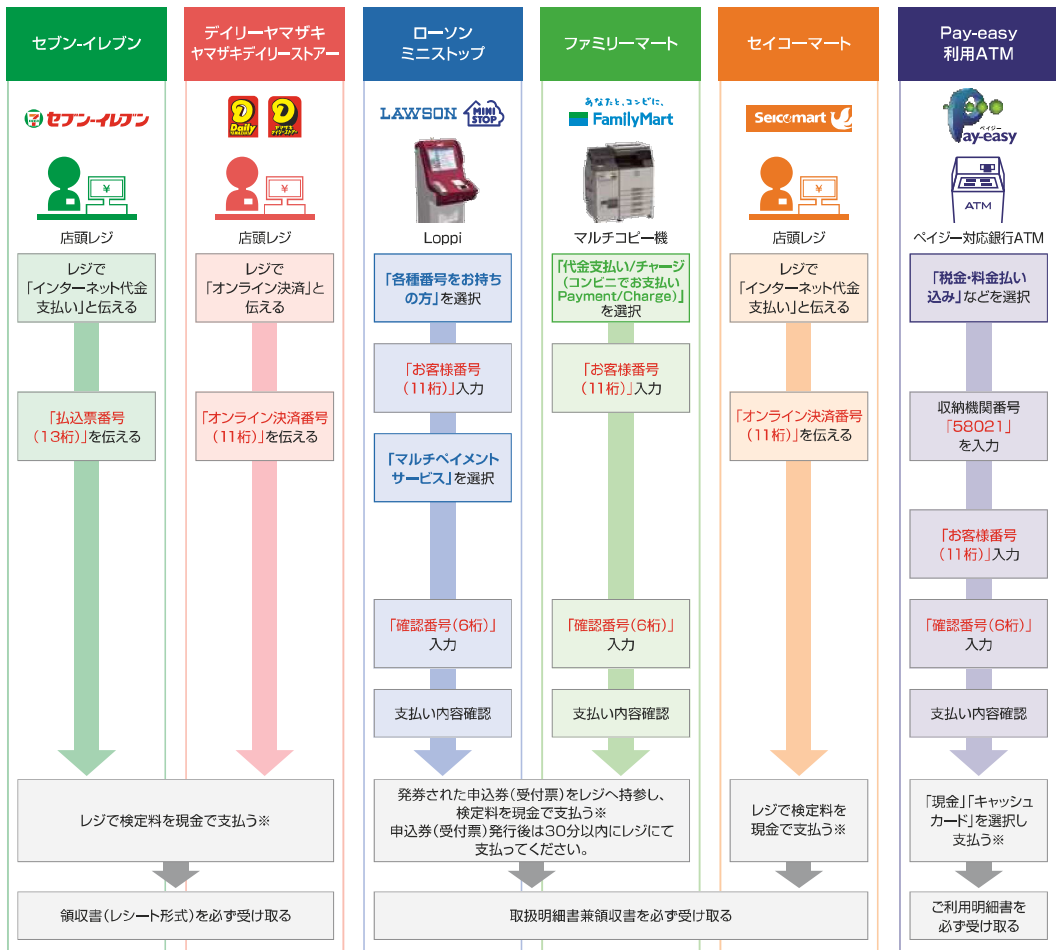 セブン-イレブン
デイリーヤマザキ
ヤマザキデイリーストアー
ローソン
ミニストップ
ファミリーマート
セイコーマート
Pay-easy
利用ATM
セブン-イレブン
Daily
LAWSON
MINI
STOP
あなたと、コンビに、
FamilyMart
Seicomart
ペイジー
Pay-easy
¥
¥
¥
ATM
店頭レジ
店頭レジ
Loppi
マルチコピー機
店頭レジ
ペイジー対応銀行ATM
レジで
「インターネット代金
支払い」と伝える
レジで
「オンライン決済」と
伝える
「各種番号をお持ち
の方」を選択
「代金支払い/チャージ
(コンビニでお支払い
Payment/Charge)」
を選択
レジで
「インターネット代金
支払い」と伝える
「税金・料金払い
込み」などを選択
「お客様番号
(11桁)」入力
「お客様番号
(11桁)」入力
「払込票番号
(13桁)」を伝える
「オンライン決済番号
(11桁)」を伝える
「マルチペイメント
サービス」を選択
「オンライン決済番号
(11桁)」を伝える
収納機関番号
「58021」
を入力
「お客様番号
(11桁)」入力
「確認番号(6桁)」
入力
「確認番号(6桁)」
入力
「確認番号(6桁)」
入力
支払い内容確認
支払い内容確認
支払い内容確認
レジで検定料を現金で支払う※
発券された申込券(受付票)をレジへ持参し、
検定料を現金で支払う※
申込券(受付票)発行後は30分以内にレジにて
支払ってください。
レジで検定料を
現金で支払う※
「現金」「キャッシュ
カード」を選択し
支払う※
領収書(レシート形式)を必ず受け取る
取扱明細書兼領収書を必ず受け取る
ご利用明細書を
必ず受け取る